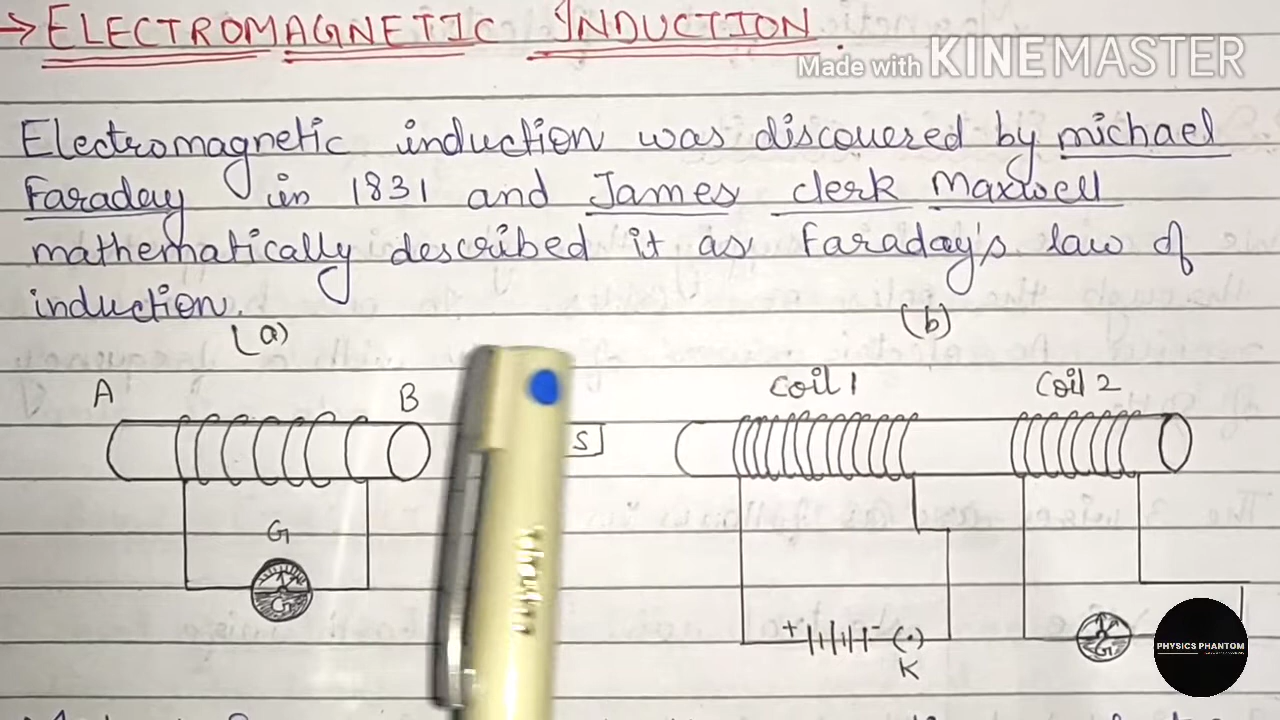 → ELECTROMAGNETIC INDUCTION.
Made with KINEMASTER
Electromagnetic induction was discovered by michael
Faraday in 1831 and James clerk Maxwell
mathematically described it as Faraday's law of
induction.
(a)
(b)
A
B
Coil 1
Coil 2
S
G
G
+ - (•)
K
G
PHYSICS PHANTOM